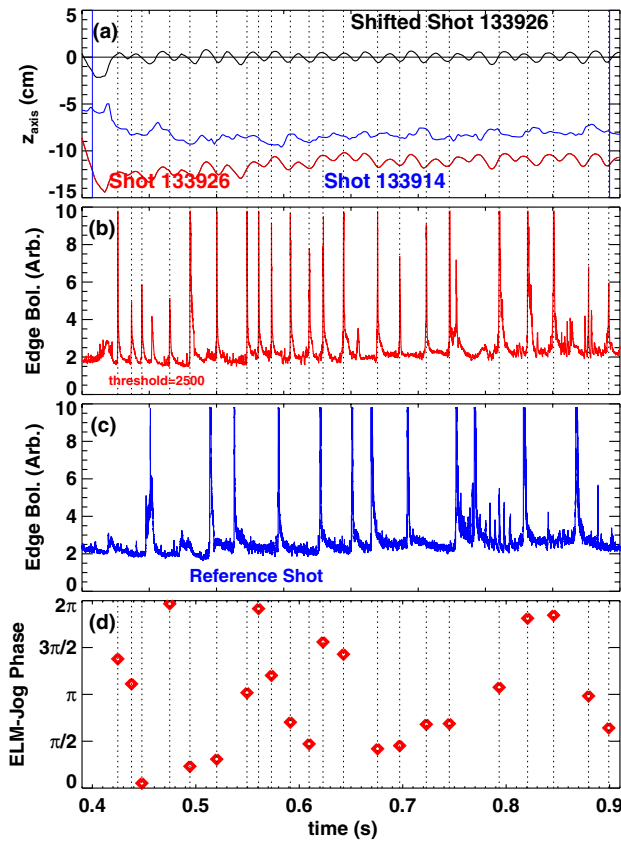 (a)
Shifted Shot 133926
5
0
-5
-10
-15
z_axis (cm)
Shot 133926
Shot 133914
(b)
10
8
6
4
2
0
Edge Bol. (Arb.)
threshold=2500
(c)
10
8
6
4
2
0
Edge Bol. (Arb.)
Reference Shot
(d)
2π
3π/2
π
π/2
0
ELM-Jog Phase
0.4 0.5 0.6 0.7 0.8 0.9
time (s)